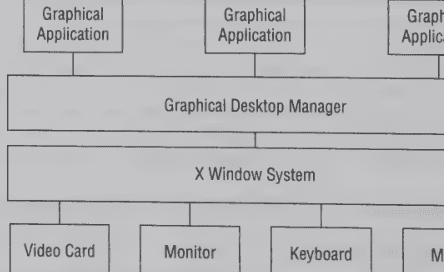 Graphical
Application
Graphical
Application
Graphical Desktop Manager
X Window System
Video Card
Monitor
Keyboard